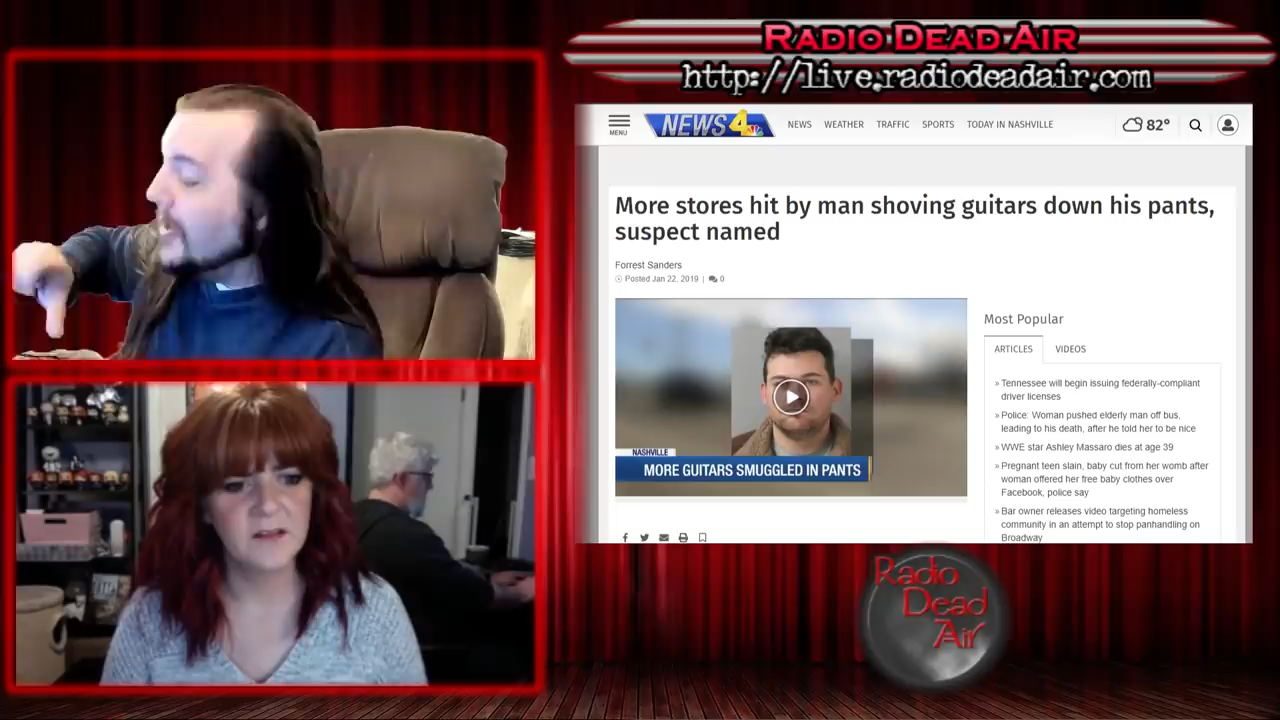 Radio Dead Air
http://live.radiodeadair.com
MENU
NEWS 4
NEWS
WEATHER
TRAFFIC
SPORTS
TODAY IN NASHVILLE
82°
More stores hit by man shoving guitars down his pants,
suspect named
Forrest Sanders
Posted Jan 22, 2019 | 0
NASHVILLE
MORE GUITARS SMUGGLED IN PANTS
Most Popular
ARTICLES
VIDEOS
» Tennessee will begin issuing federally-compliant
driver licenses
» Police: Woman pushed elderly man off bus,
leading to his death, after he told her to be nice
» WWE star Ashley Massaro dies at age 39
» Pregnant teen slain, baby cut from her womb after
woman offered her free baby clothes over
Facebook, police say
» Bar owner releases video targeting homeless
community in an attempt to stop panhandling on
Broadway
Radio
Dead
Air